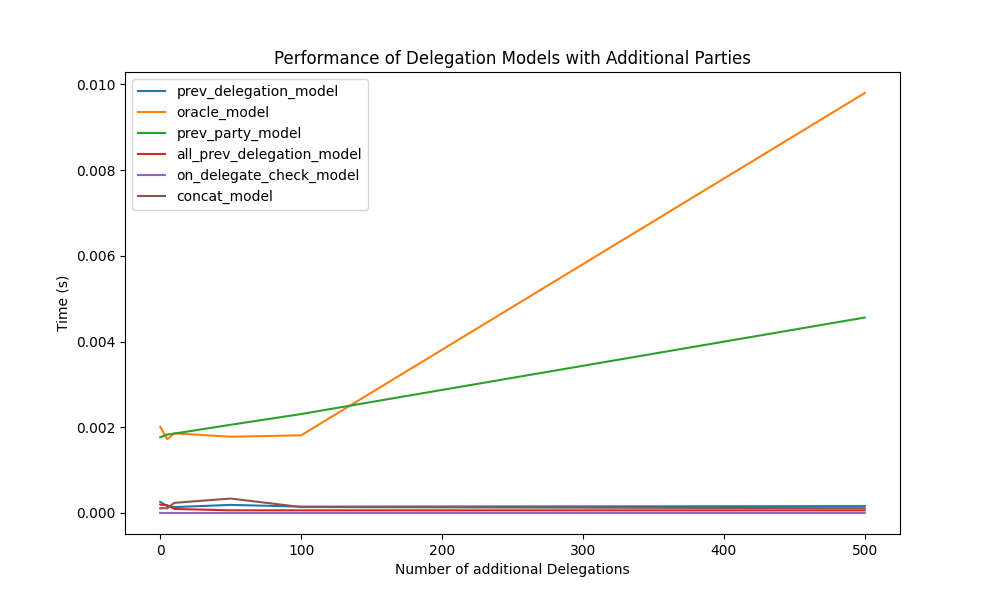 Performance of Delegation Models with Additional Parties
prev_delegation_model
oracle_model
prev_party_model
all_prev_delegation_model
on_delegate_check_model
concat_model
0.010
0.008
0.006
0.004
0.002
0.000
Time (s)
0
100
200
300
400
500
Number of additional Delegations